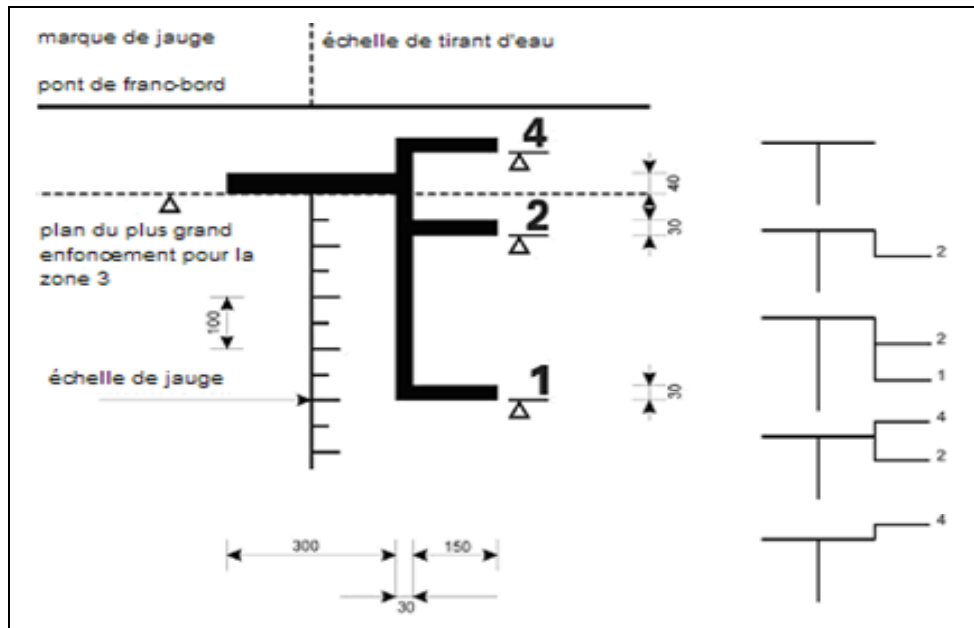 marque de jauge
échelle de tirant d'eau
pont de franc-bord
4
40
2
30
plan du plus grand
enfoncement pour la
zone 3
100
échelle de jauge
1
30
300
150
30
2
2
1
4
2
4